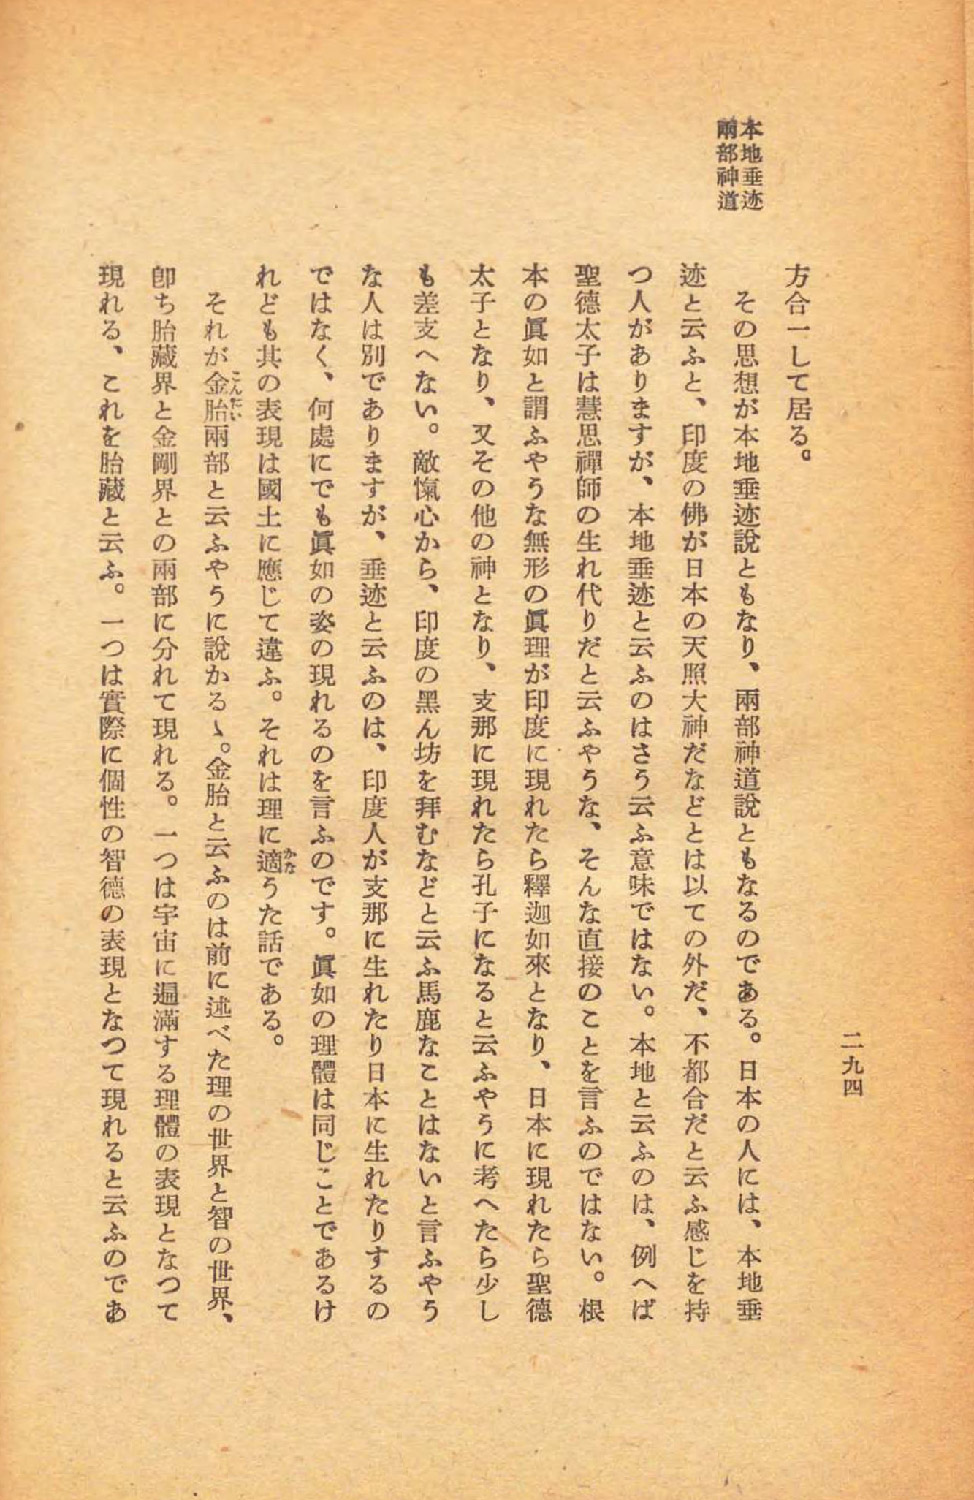 本地垂迹
兩部神道
方合一して居る。
その思想が本地垂迹說ともなり、兩部神道說ともなるのである。日本の人には、本地垂
迹と云ふと、印度の佛が日本の天照大神だなどとは以ての外だ、不都合だと云ふ感じを持
つ人がありますが、本地垂迹と云ふのはさう云ふ意味ではない。本地と云ふのは、例へば
聖德太子は慧思禪師の生れ代りだと云ふやうな、そんな直接のことを言ふのではない。根
本の眞如と謂ふやうな無形の眞理が印度に現れたら釋迦如來となり、日本に現れたら聖德
太子となり、又その他の神となり、支那に現れたら孔子になると云ふやうに考へたら少し
も差支へない。敵愾心から、印度の黑ん坊を拜むなどと云ふ馬鹿なことはないと言ふやう
な人は別でありますが、垂迹と云ふのは、印度人が支那に生れたり日本に生れたりするの
ではなく、何處にでも眞如の姿の現れるのを言ふのです。眞如の理體は同じことであるけ
れども其の表現は國土に應じて違ふ。それは理に適うた話である。
それが金胎兩部と云ふやうに說かるゝ。金胎と云ふのは前に述べた理の世界と智の世界、
卽ち胎藏界と金剛界との兩部に分れて現れる。一つは宇宙に遍滿する理體の表現となつて
現れる、これを胎藏と云ふ。一つは實際に個性の智德の表現となつて現れると云ふのであ
二九四